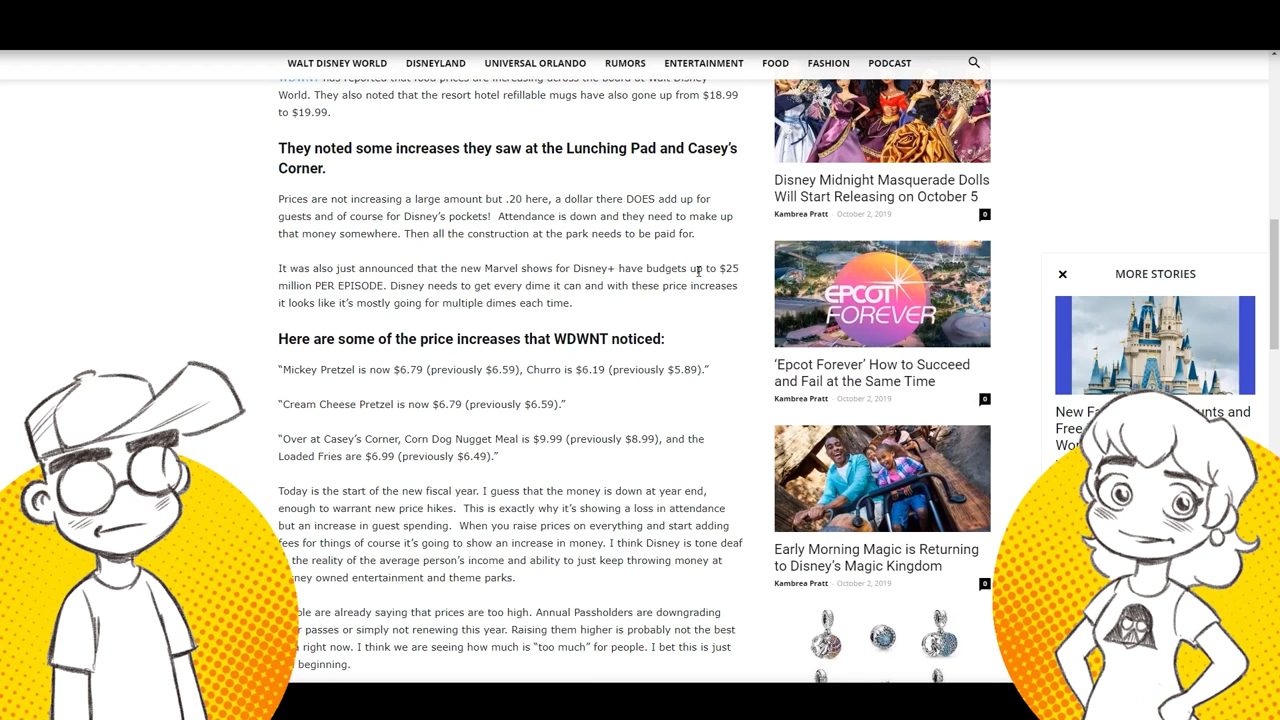 WALT DISNEY WORLD DISNEYLAND UNIVERSAL ORLANDO RUMORS ENTERTAINMENT FOOD FASHION PODCAST
WDWNT has reported that food prices are increasing across the board at Walt Disney
World. They also noted that the resort hotel refillable mugs have also gone up from $18.99
to $19.99.
They noted some increases they saw at the Lunching Pad and Casey's
Corner.
Prices are not increasing a large amount but .20 here, a dollar there DOES add up for
guests and of course for Disney's pockets! Attendance is down and they need to make up
that money somewhere. Then all the construction at the park needs to be paid for.
It was also just announced that the new Marvel shows for Disney+ have budgets up to $25
million PER EPISODE. Disney needs to get every dime it can and with these price increases
it looks like it's mostly going for multiple dimes each time.
Here are some of the price increases that WDWNT noticed:
"Mickey Pretzel is now $6.79 (previously $6.59), Churro is $6.19 (previously $5.89)."
"Cream Cheese Pretzel is now $6.79 (previously $6.59)."
"Over at Casey's Corner, Corn Dog Nugget Meal is $9.99 (previously $8.99), and the
Loaded Fries are $6.99 (previously $6.49)."
Today is the start of the new fiscal year. I guess that the money is down at year end,
enough to warrant new price hikes. This is exactly why it's showing a loss in attendance
but an increase in guest spending. When you raise prices on everything and start adding
fees for things of course it's going to show an increase in money. I think Disney is tone deaf
the reality of the average person's income and ability to just keep throwing money at
ney owned entertainment and theme parks.
ple are already saying that prices are too high. Annual Passholders are downgrading
passes or simply not renewing this year. Raising them higher is probably not the best
right now. I think we are seeing how much is "too much" for people. I bet this is just
beginning.
Disney Midnight Masquerade Dolls
Will Start Releasing on October 5
Kambrea Pratt - October 2, 2019 0
EPCOT
FOREVER
'Epcot Forever' How to Succeed
and Fail at the Same Time
Kambrea Pratt - October 2, 2019 0
Early Morning Magic is Returning
to Disney's Magic Kingdom
Kambrea Pratt - October 2, 2019 0
MORE STORIES
New Fa unts and
Free
Wor